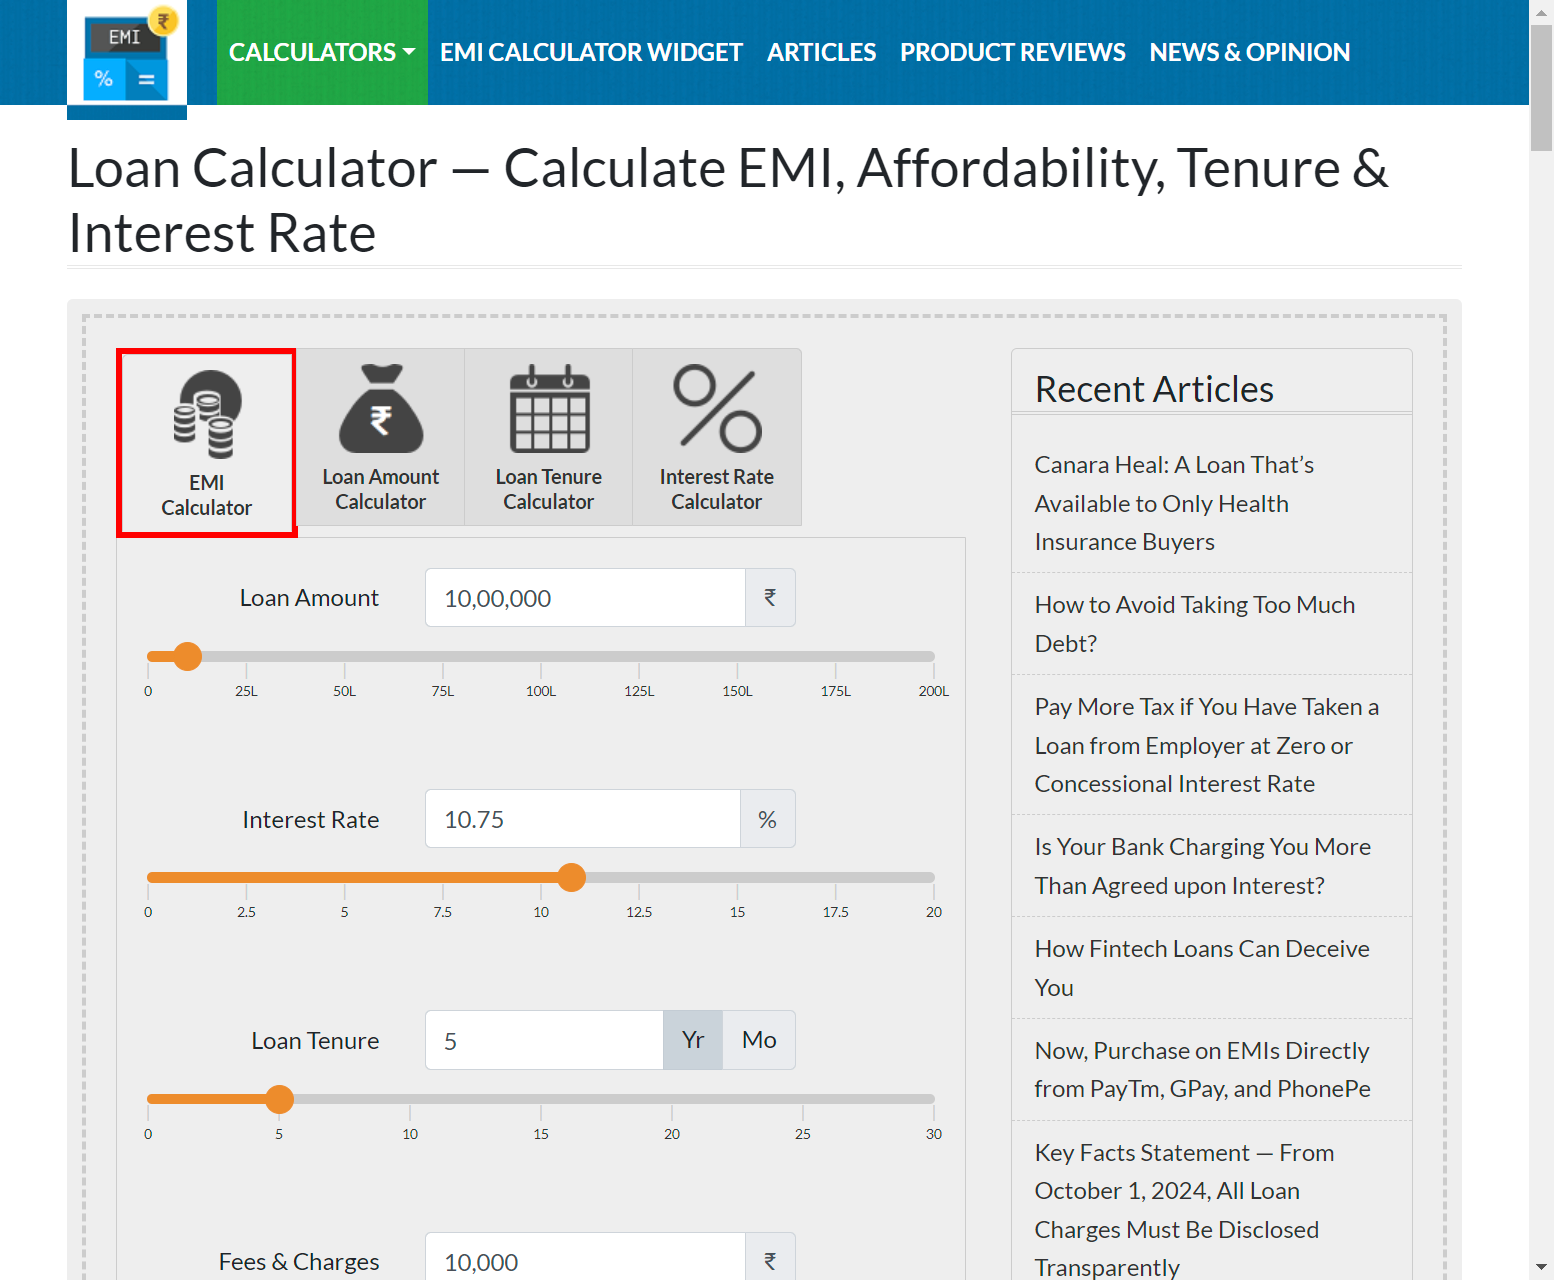 EMI
₹
%
=
CALCULATORS
EMI CALCULATOR WIDGET
ARTICLES
PRODUCT REVIEWS
NEWS & OPINION
Loan Calculator — Calculate EMI, Affordability, Tenure &
Interest Rate
EMI
Calculator
₹
Loan Amount
Calculator
Loan Tenure
Calculator
Interest Rate
Calculator
Loan Amount
10,00,000
₹
0
25L
50L
75L
100L
125L
150L
175L
200L
Interest Rate
10.75
%
0
2.5
5
7.5
10
12.5
15
17.5
20
Loan Tenure
5
Yr
Mo
0
5
10
15
20
25
30
Fees & Charges
10,000
₹
Recent Articles
Canara Heal: A Loan That’s
Available to Only Health
Insurance Buyers
How to Avoid Taking Too Much
Debt?
Pay More Tax if You Have Taken a
Loan from Employer at Zero or
Concessional Interest Rate
Is Your Bank Charging You More
Than Agreed upon Interest?
How Fintech Loans Can Deceive
You
Now, Purchase on EMIs Directly
from PayTm, GPay, and PhonePe
Key Facts Statement — From
October 1, 2024, All Loan
Charges Must Be Disclosed
Transparently